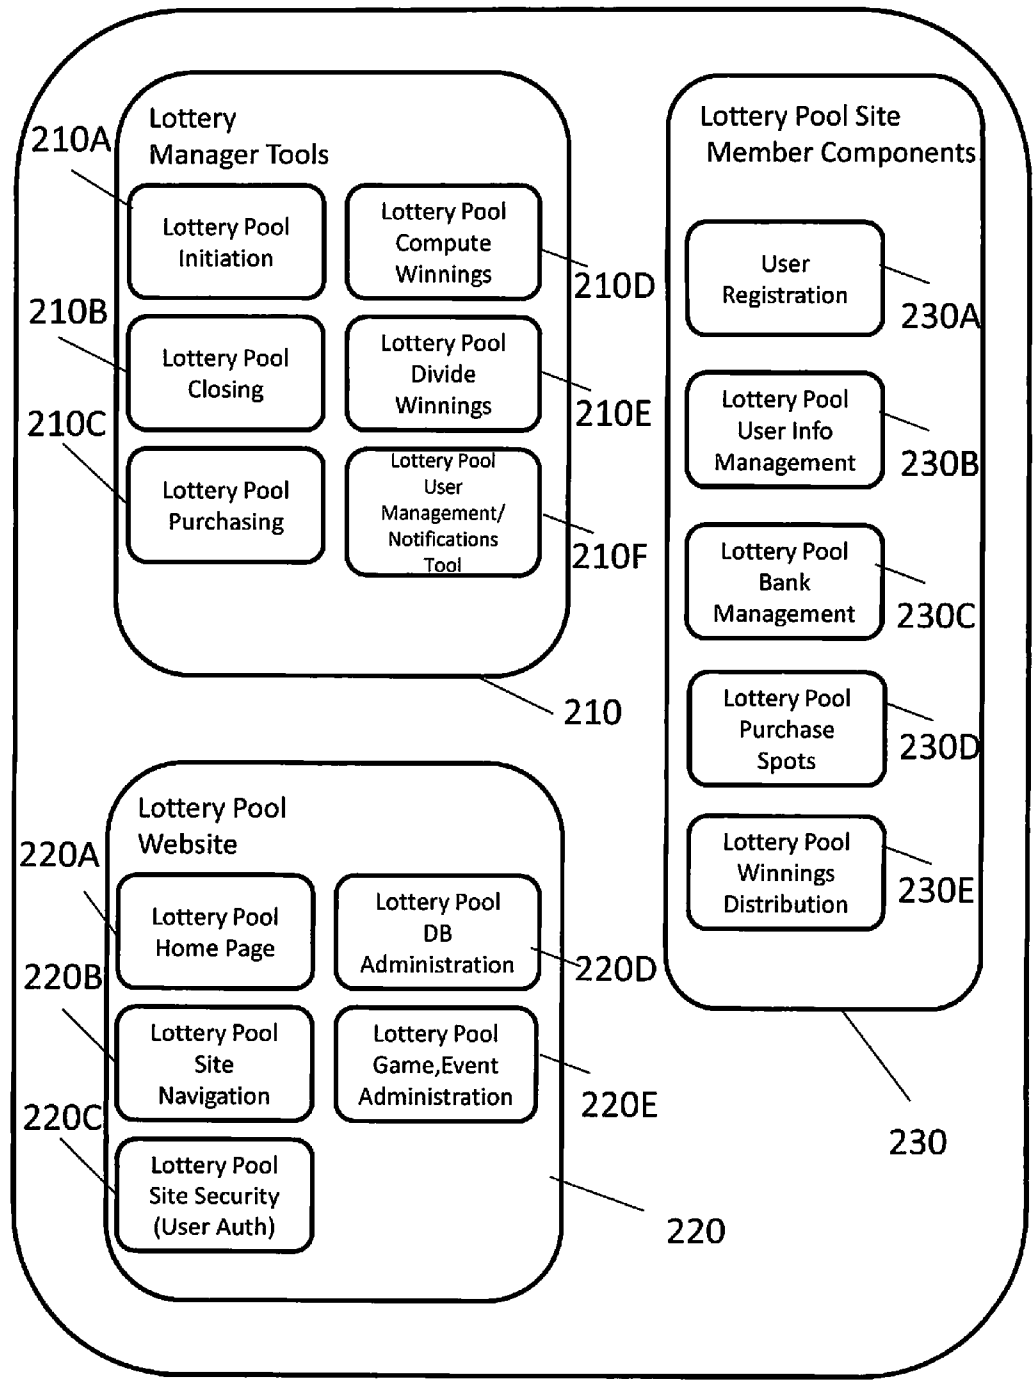 Lottery
Manager Tools
210A
Lottery Pool
Initiation
210B
Lottery Pool
Closing
210C
Lottery Pool
Purchasing
Lottery Pool
Compute
Winnings
210D
Lottery Pool
Divide
Winnings
210E
Lottery Pool
User
Management/
Notifications
Tool
210F
210
Lottery Pool
Website
220A
Lottery Pool
Home Page
220B
Lottery Pool
Site
Navigation
220C
Lottery Pool
Site Security
(User Auth)
Lottery Pool
DB
Administration
220D
Lottery Pool
Game,Event
Administration
220E
220
Lottery Pool Site
Member Components
User
Registration
230A
Lottery Pool
User Info
Management
230B
Lottery Pool
Bank
Management
230C
Lottery Pool
Purchase
Spots
230D
Lottery Pool
Winnings
Distribution
230E
230